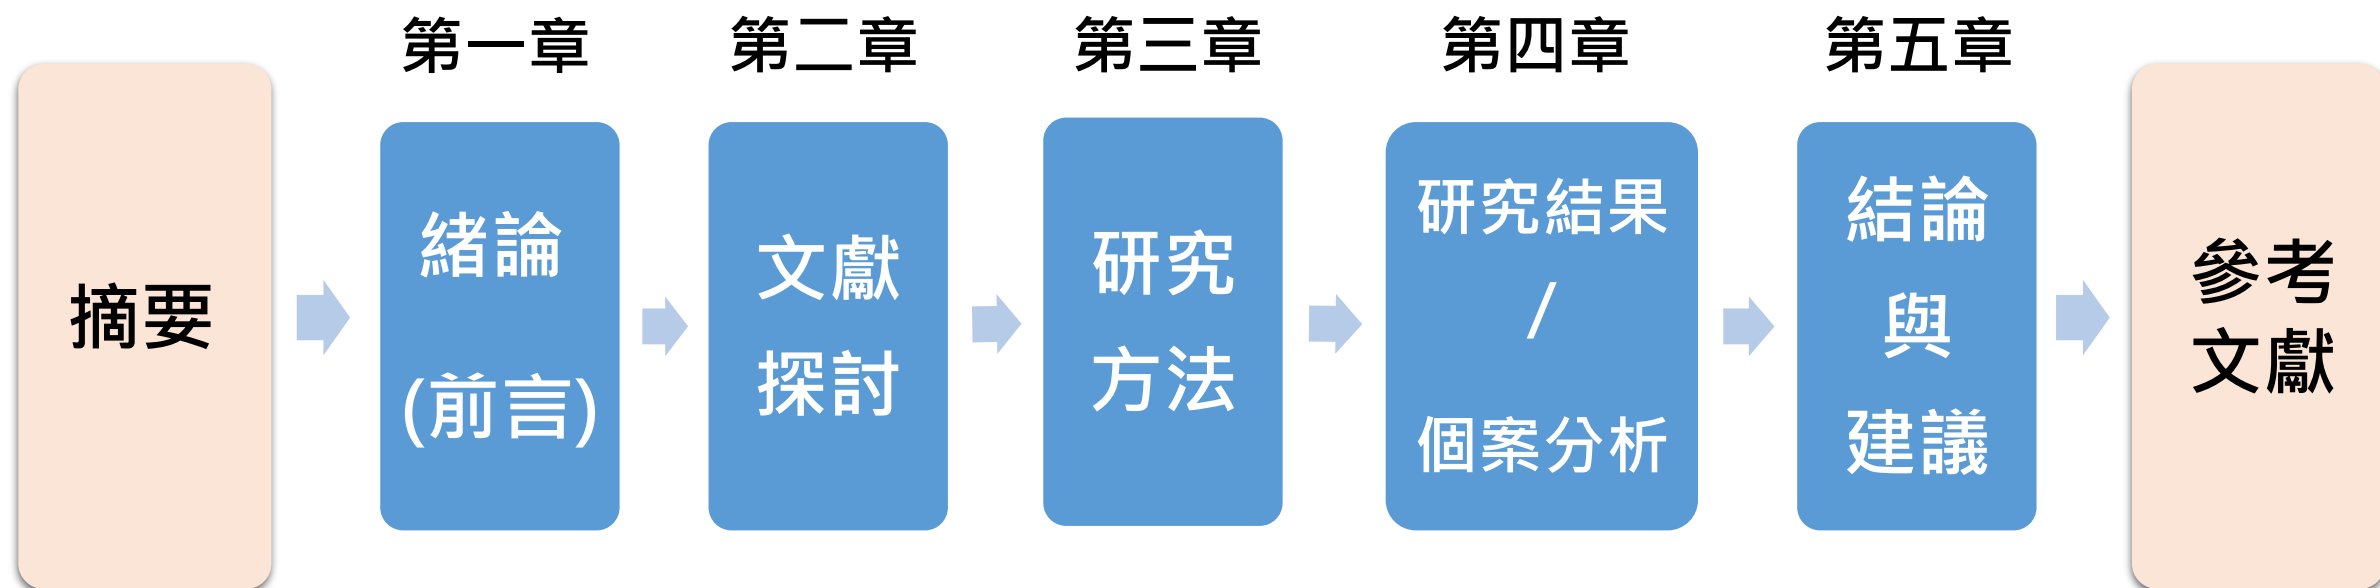 摘要
第一章
緒論
(前言)
第二章
文獻
探討
第三章
研究
方法
第四章
研究結果
/
個案分析
第五章
結論
與
建議
參考
文獻